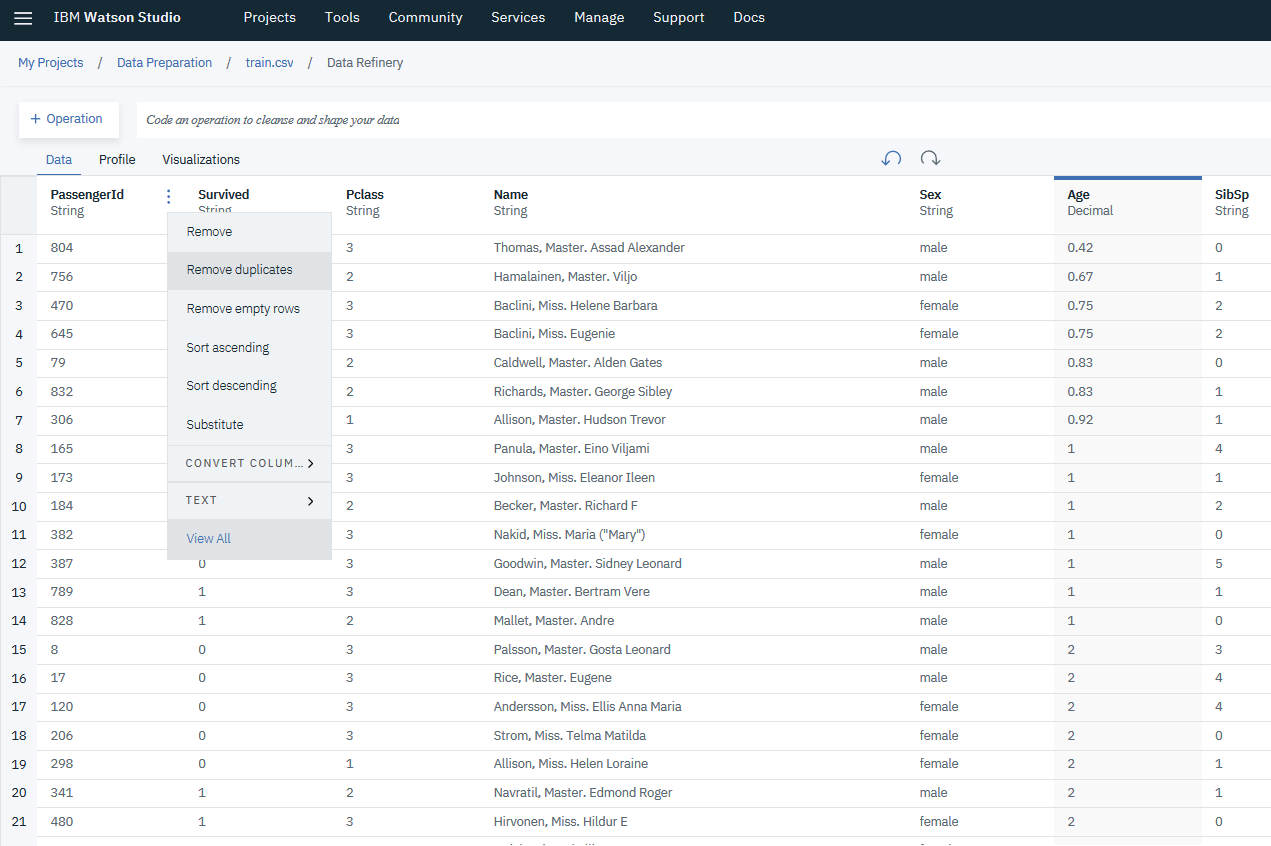 IBM Watson Studio Projects Tools Community Services Manage Support Docs
My Projects / Data Preparation / train.csv / Data Refinery
+ Operation Code an operation to cleanse and shape your data
Data Profile Visualizations
PassengerId Survived Pclass Name Sex Age SibSp
String String String String String Decimal String
Remove
Remove duplicates
Remove empty rows
Sort ascending
Sort descending
Substitute
CONVERT COLUM...
TEXT
View All
1 804 3 Thomas, Master. Assad Alexander male 0.42 0
2 756 2 Hamalainen, Master. Viljo male 0.67 1
3 470 3 Baclini, Miss. Helene Barbara female 0.75 2
4 645 3 Baclini, Miss. Eugenie female 0.75 2
5 79 2 Caldwell, Master. Alden Gates male 0.83 0
6 832 2 Richards, Master. George Sibley male 0.83 1
7 306 1 Allison, Master. Hudson Trevor male 0.92 1
8 165 3 Panula, Master. Eino Viljami male 1 4
9 173 3 Johnson, Miss. Eleanor Ileen female 1 1
10 184 2 Becker, Master. Richard F male 1 2
11 382 3 Nakid, Miss. Maria ("Mary") female 1 0
12 387 0 3 Goodwin, Master. Sidney Leonard male 1 5
13 789 1 3 Dean, Master. Bertram Vere male 1 1
14 828 1 2 Mallet, Master. Andre male 1 0
15 8 0 3 Palsson, Master. Gosta Leonard male 2 3
16 17 0 3 Rice, Master. Eugene male 2 4
17 120 0 3 Andersson, Miss. Ellis Anna Maria female 2 4
18 206 0 3 Strom, Miss. Telma Matilda female 2 0
19 298 0 1 Allison, Miss. Helen Loraine female 2 1
20 341 1 2 Navratil, Master. Edmond Roger male 2 1
21 480 1 3 Hirvonen, Miss. Hildur E female 2 0